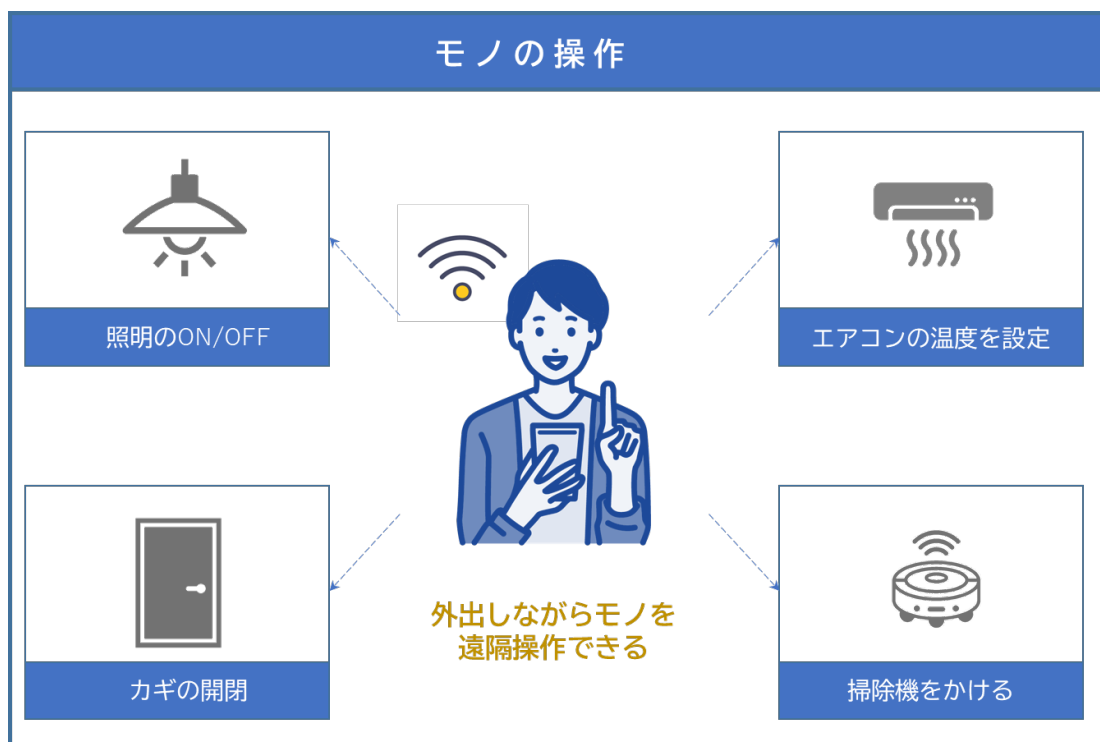 モノの操作
照明のON/OFF
エアコンの温度を設定
外出しながらモノを
遠隔操作できる
カギの開閉
掃除機をかける